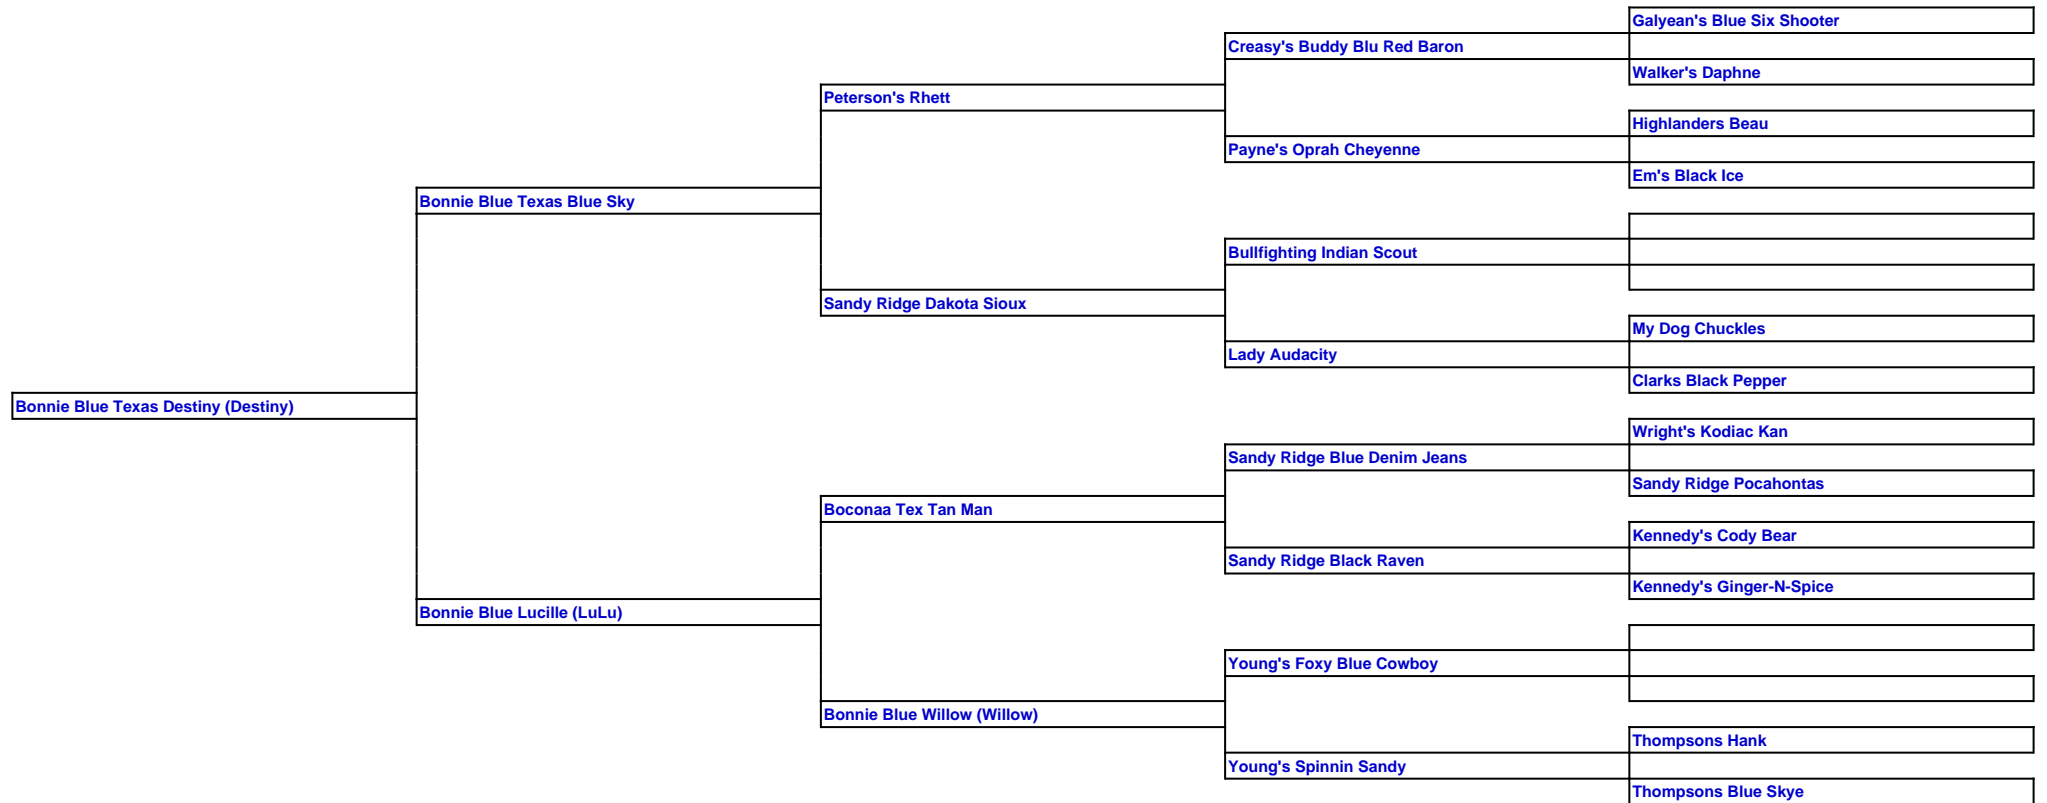 Galyean's Blue Six Shooter
Creasy's Buddy Blu Red Baron
Walker's Daphne
Peterson's Rhett
Highlanders Beau
Payne's Oprah Cheyenne
Em's Black Ice
Bonnie Blue Texas Blue Sky
Bullfighting Indian Scout
Sandy Ridge Dakota Sioux
My Dog Chuckles
Lady Audacity
Clarks Black Pepper
Bonnie Blue Texas Destiny (Destiny)
Wright's Kodiac Kan
Sandy Ridge Blue Denim Jeans
Sandy Ridge Pocahontas
Boconaa Tex Tan Man
Kennedy's Cody Bear
Sandy Ridge Black Raven
Kennedy's Ginger-N-Spice
Bonnie Blue Lucille (LuLu)
Young's Foxy Blue Cowboy
Bonnie Blue Willow (Willow)
Thompsons Hank
Young's Spinnin Sandy
Thompsons Blue Skye